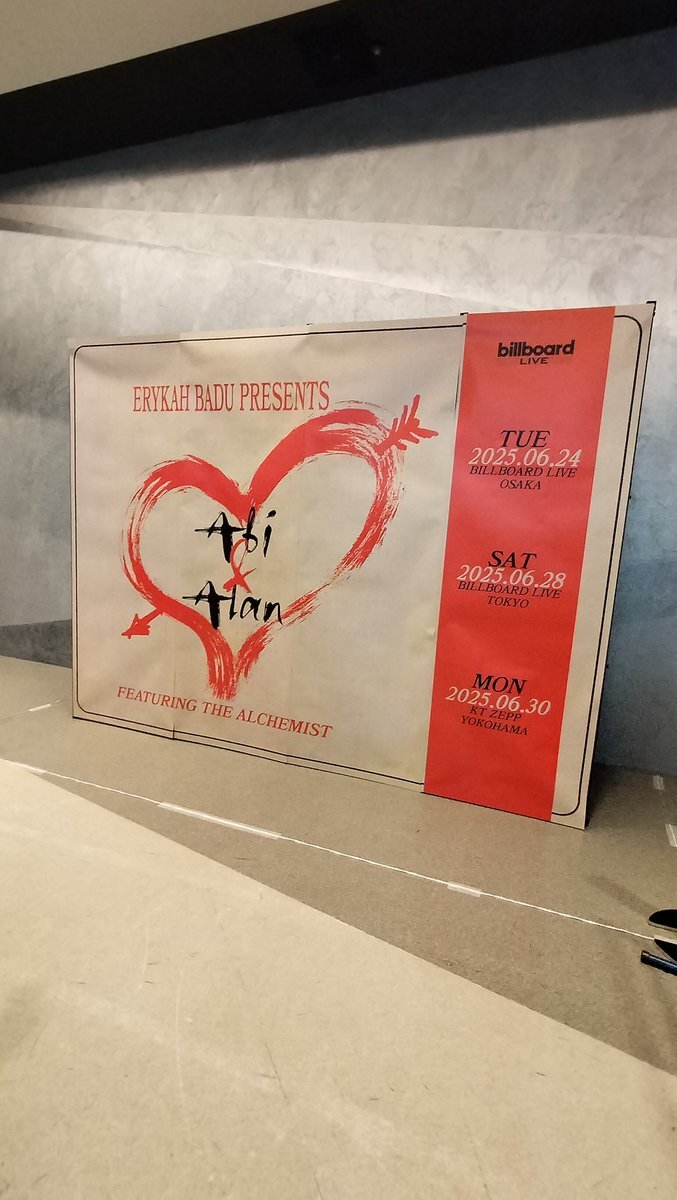 ERYKAH BADU PRESENTS
Abi
&
Alan
FEATURING THE ALCHEMIST
billboard
LIVE
TUE
2025.06.24
BILLBOARD LIVE
OSAKA
SAT
2025.06.28
BILLBOARD LIVE
TOKYO
MON
2025.06.30
KT ZEPP
YOKOHAMA